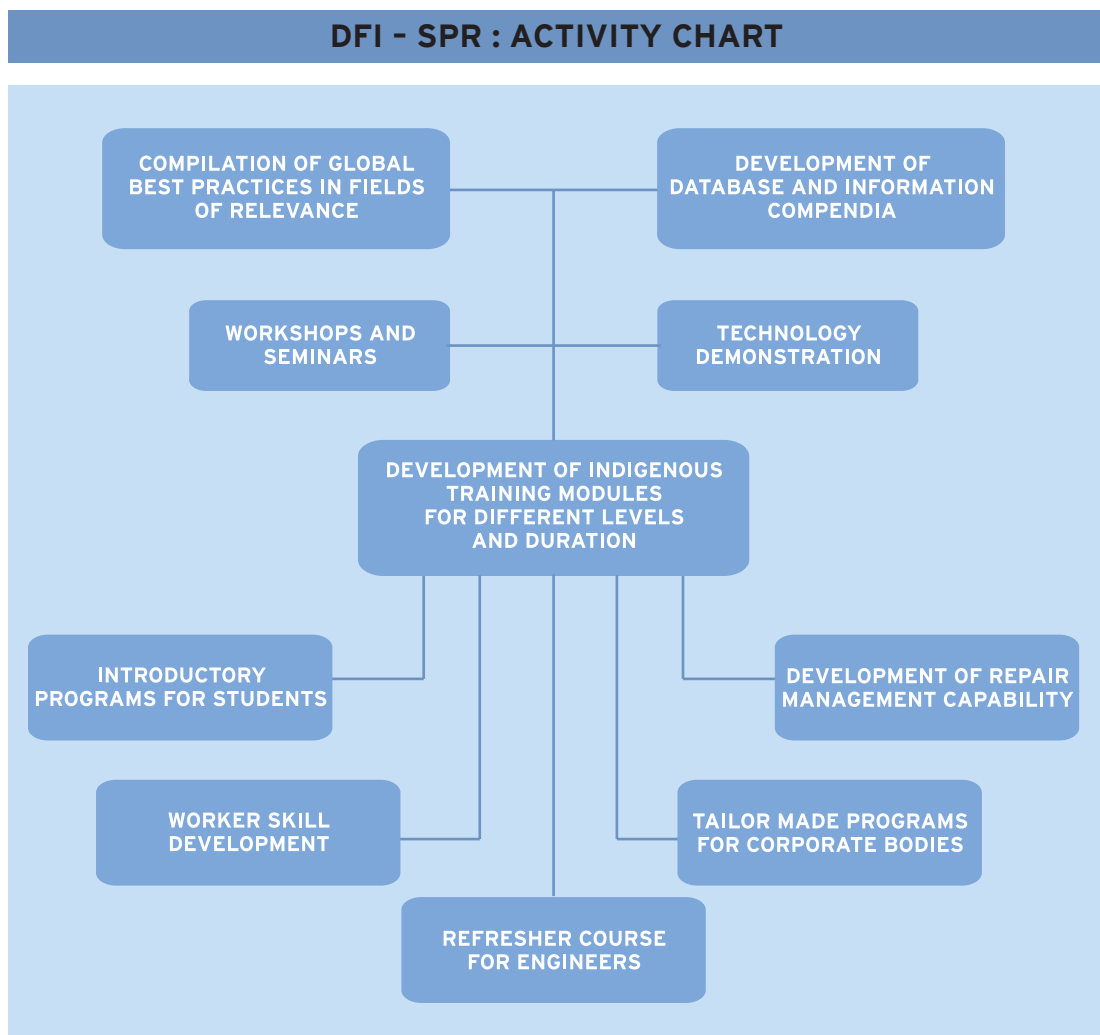 DFI - SPR : ACTIVITY CHART
COMPILATION OF GLOBAL
BEST PRACTICES IN FIELDS
OF RELEVANCE
DEVELOPMENT OF
DATABASE AND INFORMATION
COMPENDIA
WORKSHOPS AND
SEMINARS
TECHNOLOGY
DEMONSTRATION
DEVELOPMENT OF INDIGENOUS
TRAINING MODULES
FOR DIFFERENT LEVELS
AND DURATION
INTRODUCTORY
PROGRAMS FOR STUDENTS
DEVELOPMENT OF REPAIR
MANAGEMENT CAPABILITY
WORKER SKILL
DEVELOPMENT
TAILOR MADE PROGRAMS
FOR CORPORATE BODIES
REFRESHER COURSE
FOR ENGINEERS